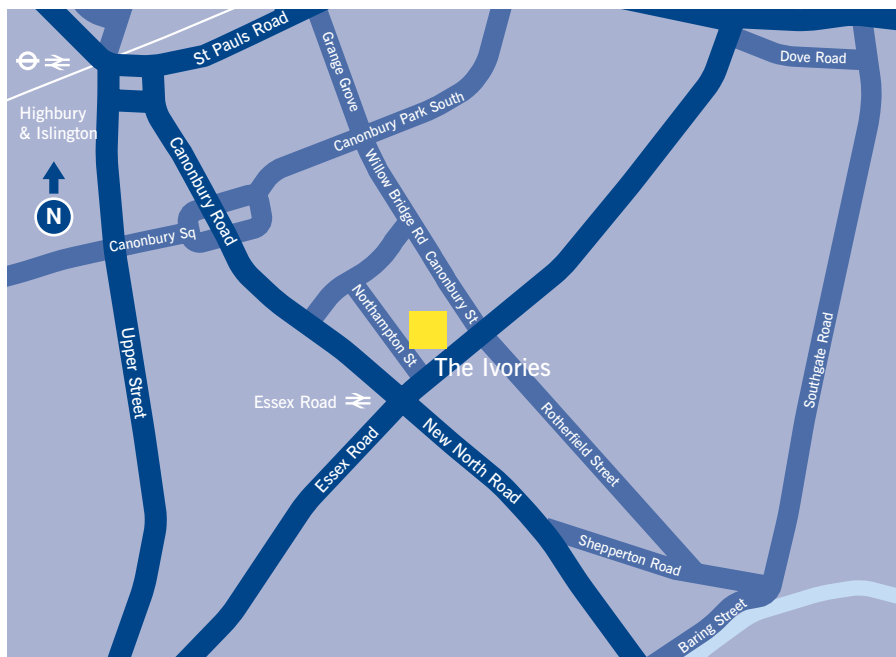 St Pauls Road
Grange Grove
Dove Road
Highbury
& Islington
Canonbury Park South
Canonbury Road
Willow Bridge Rd
N
Canonbury Sq
Canonbury St
Northampton St
Upper Street
Southgate Road
The Ivories
Essex Road
Essex Road
New North Road
Rotherfield Street
Shepperton Road
Baring Street